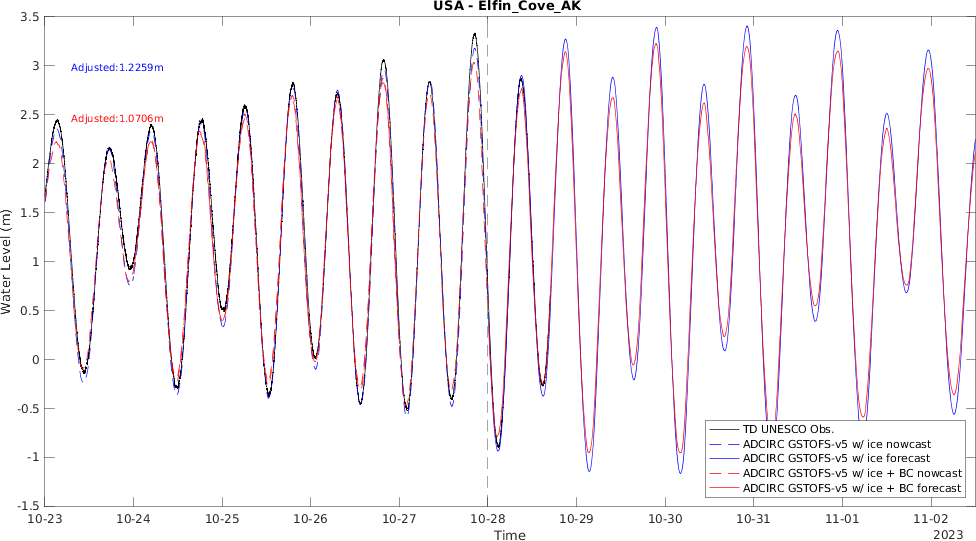 USA - Elfin_Cove_AK
3.5
3
2.5
2
1.5
1
0.5
0
-0.5
-1
-1.5
Water Level (m)
Adjusted:1.2259m
Adjusted:1.0706m
TD UNESCO Obs.
ADCIRC GSTOFS-v5 w/ ice nowcast
ADCIRC GSTOFS-v5 w/ ice forecast
ADCIRC GSTOFS-v5 w/ ice + BC nowcast
ADCIRC GSTOFS-v5 w/ ice + BC forecast
10-23 10-24 10-25 10-26 10-27 10-28 10-29 10-30 10-31 11-01 11-02
Time
2023